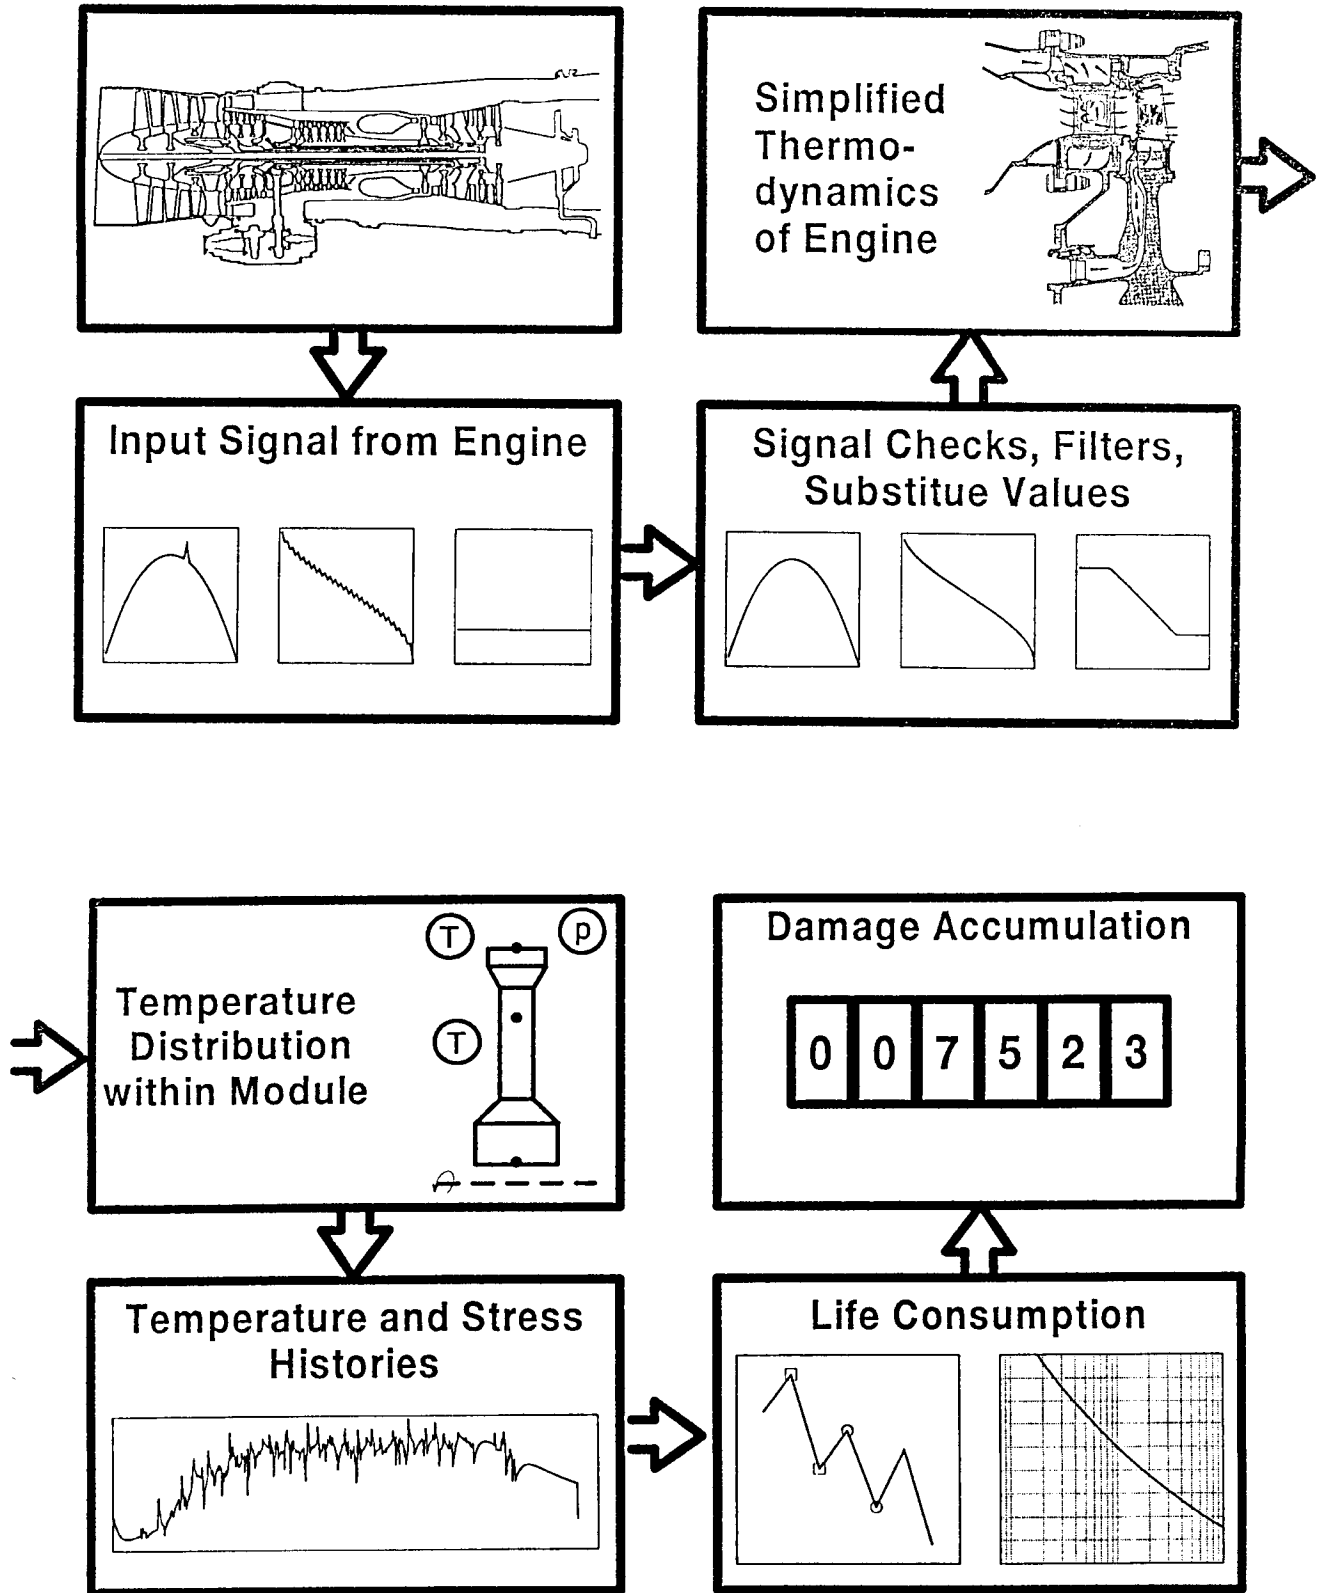 Simplified
Thermo-
dynamics
of Engine
Input Signal from Engine
Signal Checks, Filters,
Substitue Values
Temperature
Distribution
within Module
T
p
T
Damage Accumulation
0 0 7 5 2 3
Temperature and Stress
Histories
Life Consumption